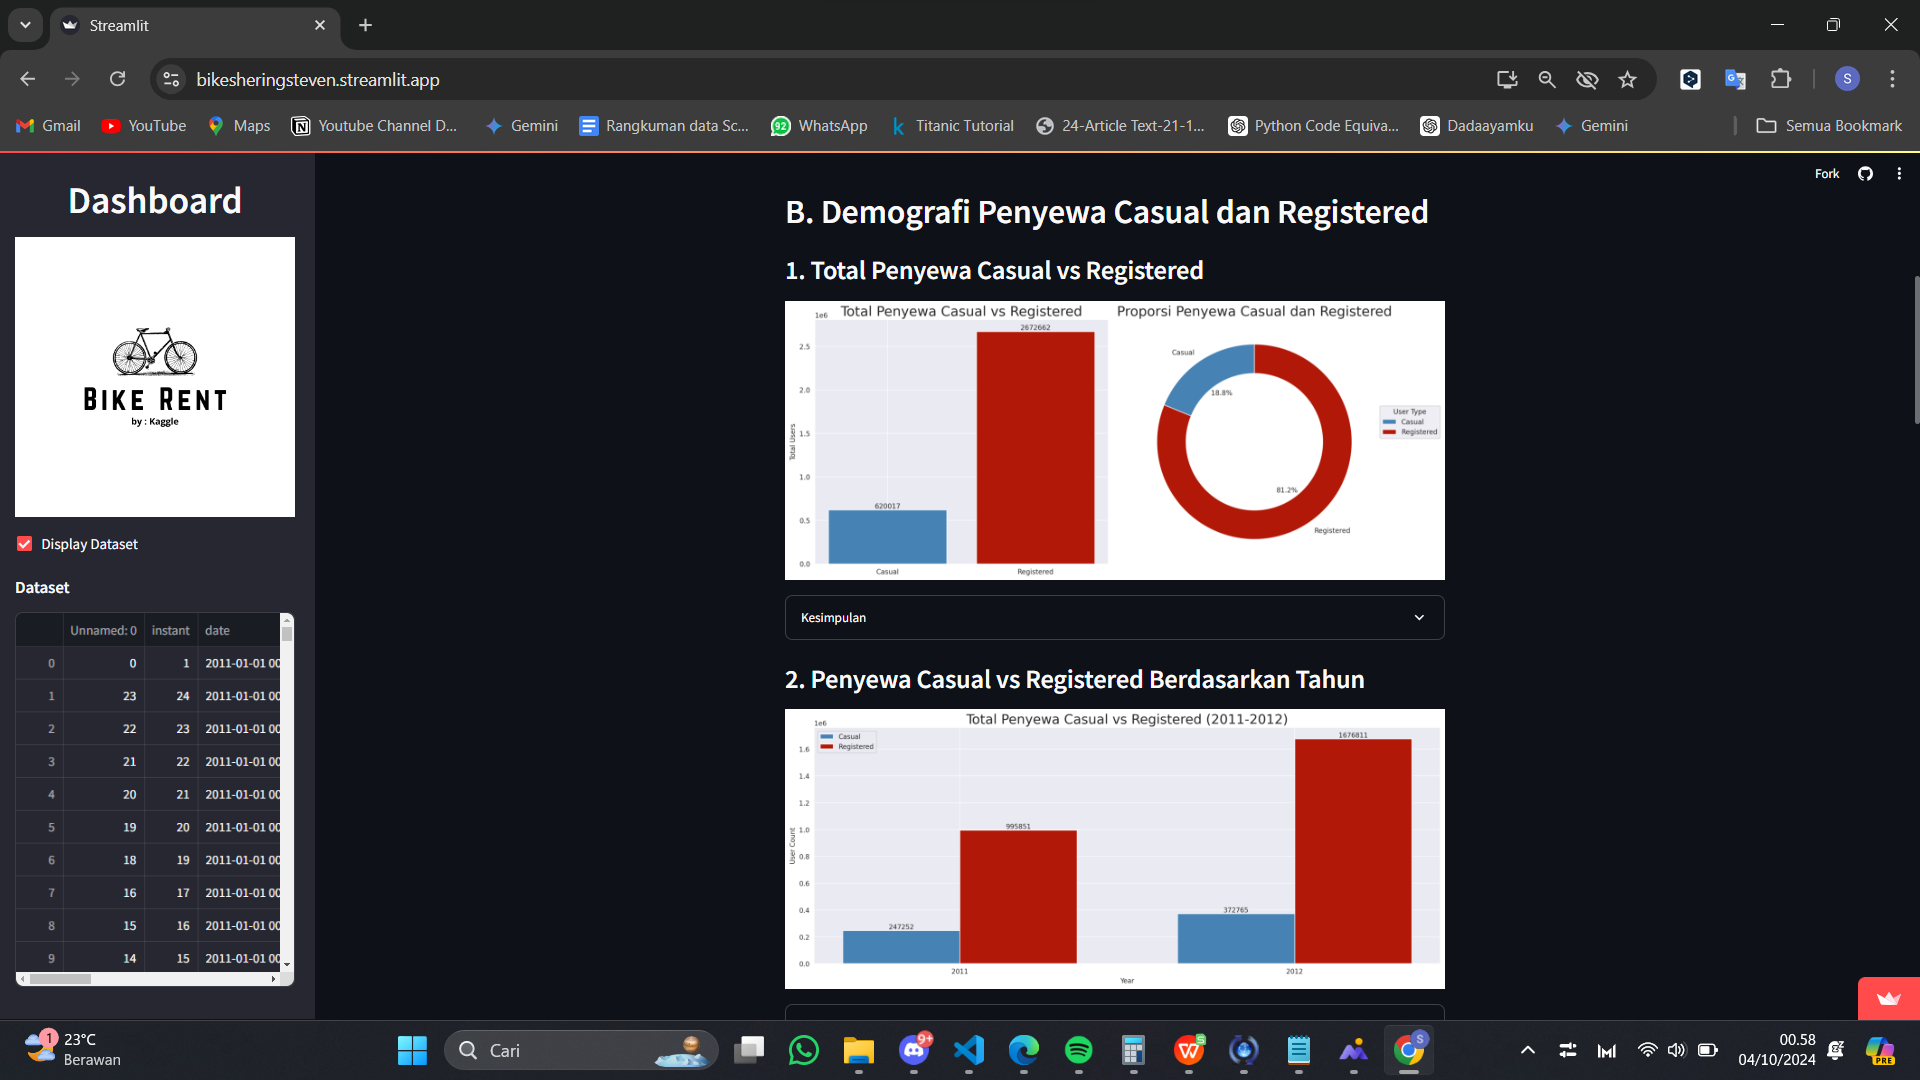 Streamlit
bikesheringsteven.streamlit.app
S
Gmail
YouTube
Maps
Youtube Channel D...
Gemini
Rangkuman data Sc...
92
WhatsApp
Titanic Tutorial
24-Article Text-21-1...
Python Code Equiva...
Dadaayamku
Gemini
Semua Bookmark
Fork
Dashboard
BIKE RENT
by : Kaggle
Display Dataset
Dataset
Unnamed: 0 instant date
0 0 1 2011-01-01 00
1 23 24 2011-01-01 00
2 22 23 2011-01-01 00
3 21 22 2011-01-01 00
4 20 21 2011-01-01 00
5 19 20 2011-01-01 00
6 18 19 2011-01-01 00
7 16 17 2011-01-01 00
8 15 16 2011-01-01 00
9 14 15 2011-01-01 00
B. Demografi Penyewa Casual dan Registered
1. Total Penyewa Casual vs Registered
Total Penyewa Casual vs Registered
1e6
2672662
2.5
2.0
1.5
1.0
0.5
0.0
Total Users
620017
Casual
Registered
Proporsi Penyewa Casual dan Registered
Casual
18.8%
81.2%
Registered
User Type
Casual
Registered
Kesimpulan
2. Penyewa Casual vs Registered Berdasarkan Tahun
Total Penyewa Casual vs Registered (2011-2012)
1e6
Casual
Registered
1.6
1.4
1.2
1.0
0.8
0.6
0.4
0.2
0.0
User Count
247252
995851
372765
1676811
2011
2012
Year
1
23°C
Berawan
Cari
9+
S
00.58
04/10/2024
PRE